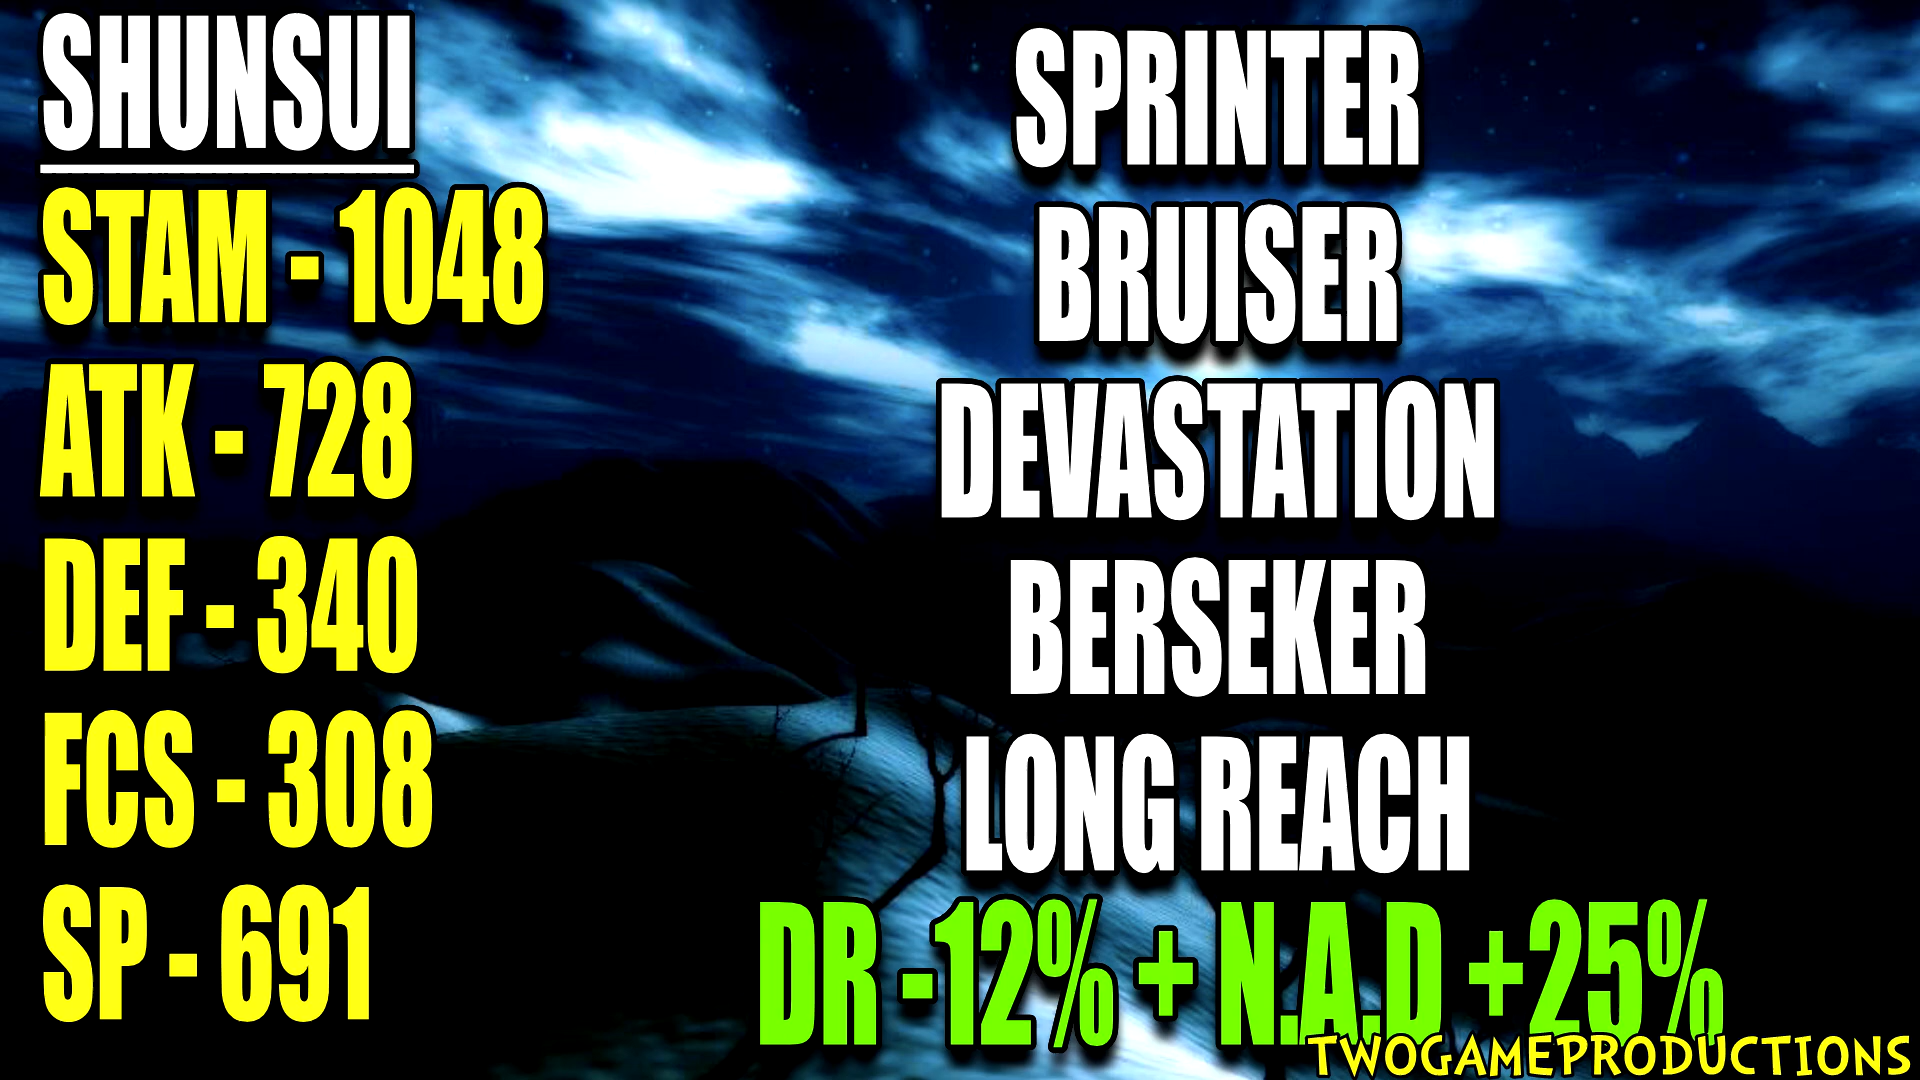 SHUNSUI
STAM - 1048
ATK - 728
DEF - 340
FCS - 308
SP - 691
SPRINTER
BRUISER
DEVASTATION
BERSEKER
LONG REACH
DR -12% + N.A.D +25%
TWOGAMEPRODUCTIONS